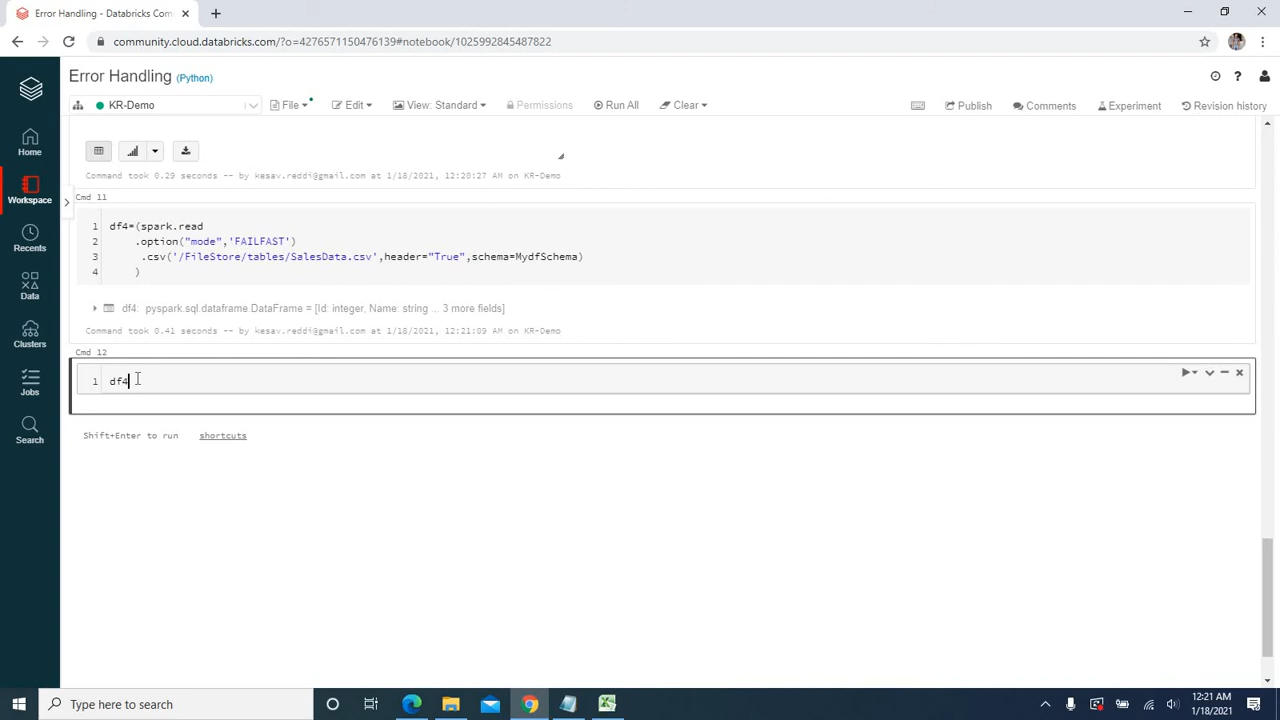 Error Handling - Databricks Com
community.cloud.databricks.com/?o=4276571150476139#notebook/1025992845487822
Error Handling (Python)
KR-Demo
File
Edit
View: Standard
Permissions
Run All
Clear
Publish
Comments
Experiment
Revision history
Home
Workspace
Recents
Data
Clusters
Jobs
Search
Command took 0.29 seconds -- by kesav.reddi@gmail.com at 1/18/2021, 12:20:27 AM on KR-Demo
Cmd 11
1 df4=(spark.read
2 .option("mode",'FAILFAST')
3 .csv('/FileStore/tables/SalesData.csv',header="True",schema=MydfSchema)
4 )
df4: pyspark.sql.dataframe.DataFrame = [Id: integer, Name: string ... 3 more fields]
Command took 0.41 seconds -- by kesav.reddi@gmail.com at 1/18/2021, 12:21:09 AM on KR-Demo
Cmd 12
1 df4
Shift+Enter to run shortcuts
Type here to search
12:21 AM
1/18/2021